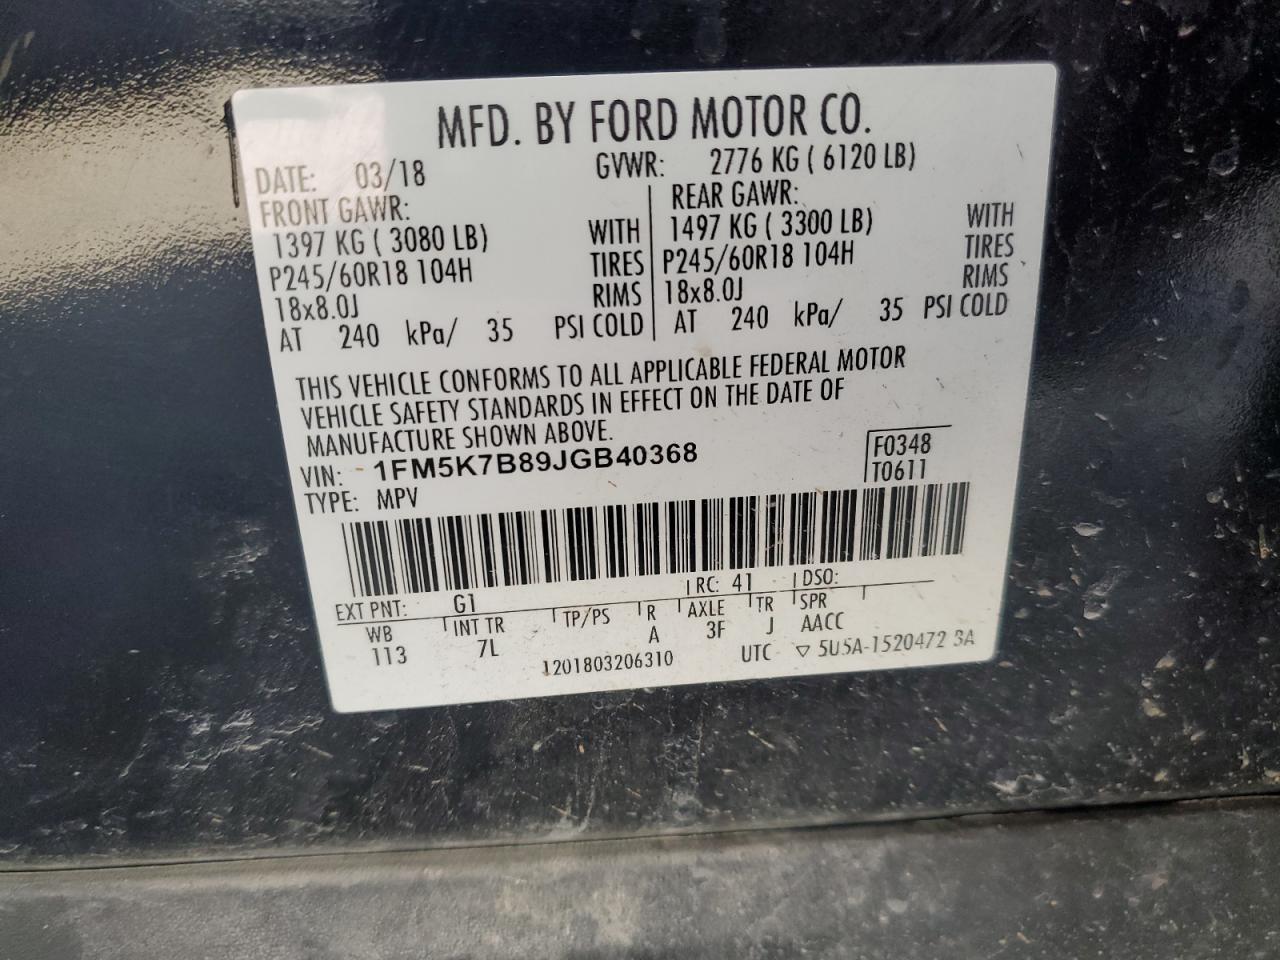 MFD. BY FORD MOTOR CO.
DATE: 03/18 GVWR: 2776 KG ( 6120 LB)
FRONT GAWR: REAR GAWR:
1397 KG ( 3080 LB) WITH 1497 KG ( 3300 LB) WITH
P245/60R18 104H TIRES P245/60R18 104H TIRES
18x8.0J RIMS 18x8.0J RIMS
AT 240 kPa/ 35 PSI COLD AT 240 kPa/ 35 PSI COLD
THIS VEHICLE CONFORMS TO ALL APPLICABLE FEDERAL MOTOR
VEHICLE SAFETY STANDARDS IN EFFECT ON THE DATE OF
MANUFACTURE SHOWN ABOVE.
VIN: 1FM5K7B89JGB40368 F0348
TYPE: MPV T0611
EXT PNT: G1 RC: 41 DSO:
WB INT TR TP/PS R AXLE TR SPR
113 7L A 3F J AACC
1201803206310 UTC ▽ 5U5A-1520472 3A